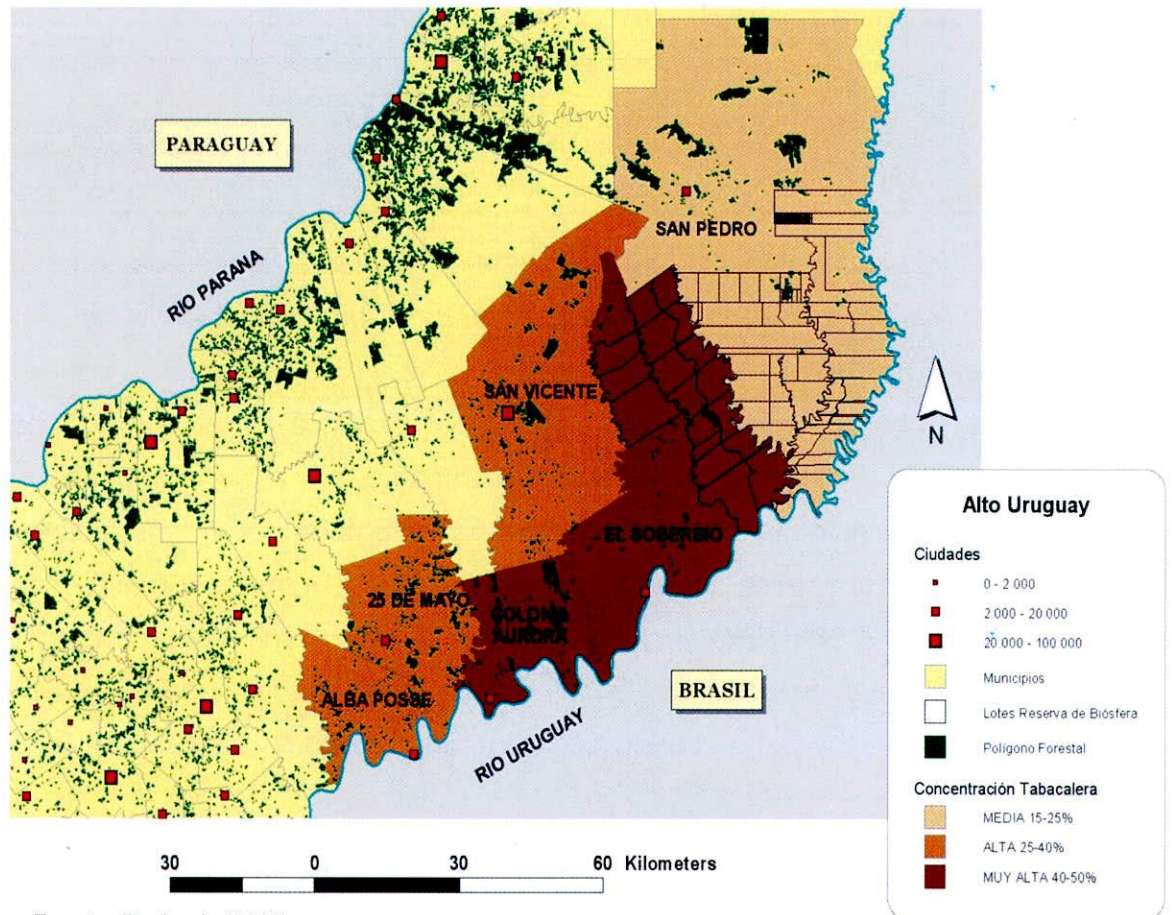 PARAGUAY
RIO PARANA
SAN PEDRO
SAN VICENTE
EL SOBERBIO
25 DE MAYO
COLONIA
AURORA
ALBA POSSE
RIO URUGUAY
BRASIL
N
Alto Uruguay
Ciudades
0 - 2 000
2 000 - 20 000
20 000 - 100 000
Municipios
Lotes Reserva de Biósfera
Polígono Forestal
Concentración Tabacalera
MEDIA 15-25%
ALTA 25-40%
MUY ALTA 40-50%
30 0 30 60 Kilometers